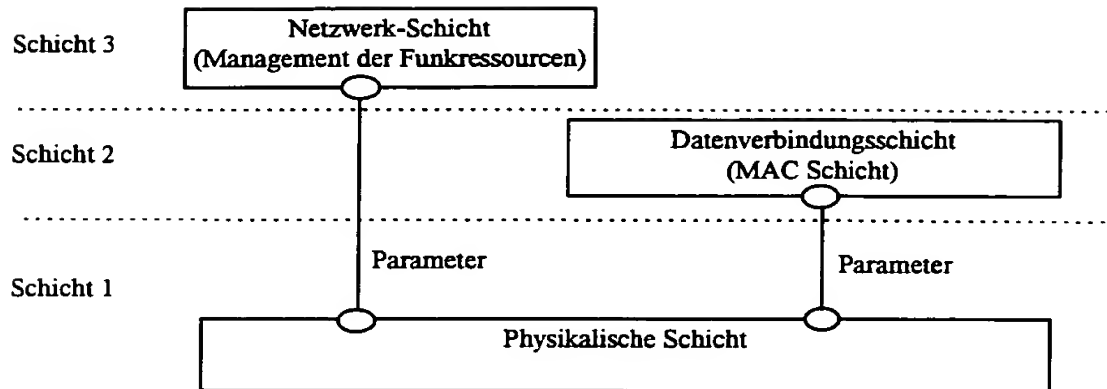 Schicht 3
Netzwerk-Schicht
(Management der Funkressourcen)
Schicht 2
Datenverbindungsschicht
(MAC Schicht)
Parameter
Parameter
Schicht 1
Physikalische Schicht